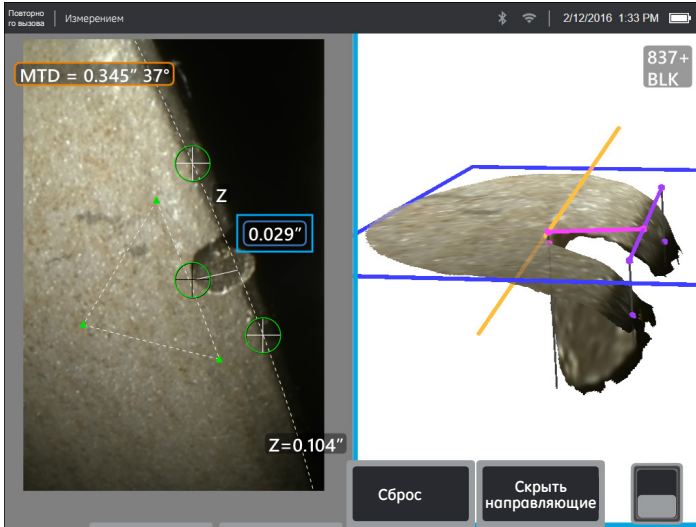 Повторно
го вызова
Измерением
2/12/2016 1:33 PM
MTD = 0.345" 37°
837+
BLK
Z
0.029"
Z=0.104"
Сброс
Скрыть
направляющие